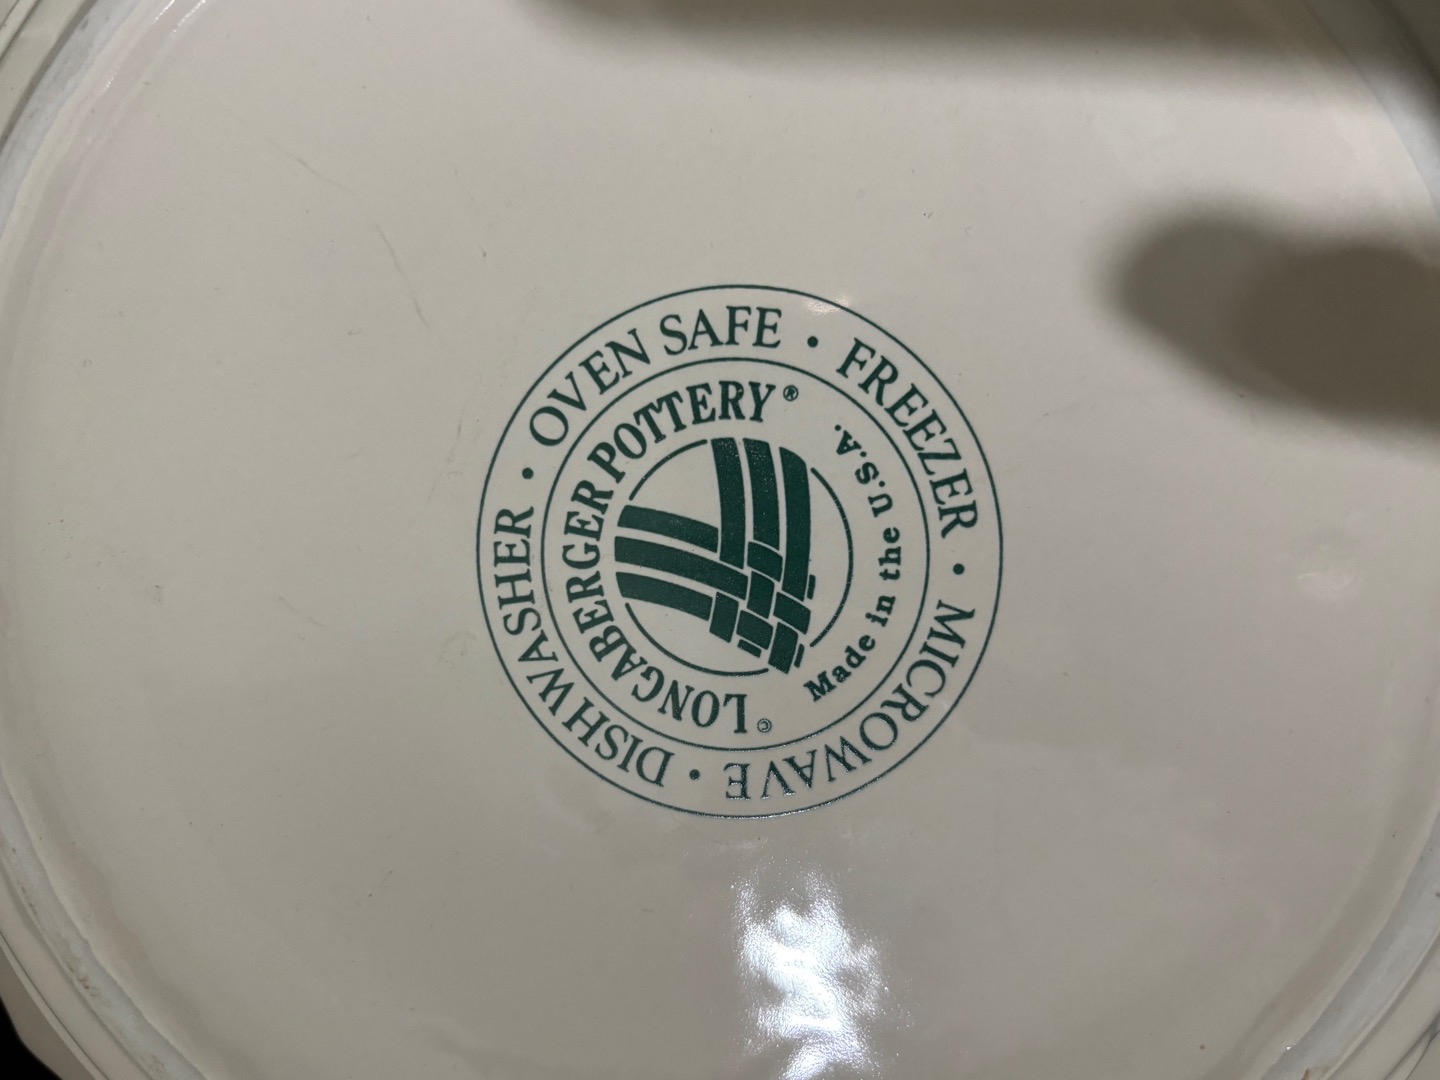 OVEN SAFE • FREEZER • MICROWAVE • DISHWASHER •
©LONGABERGER POTTERY®
Made in the U.S.A.